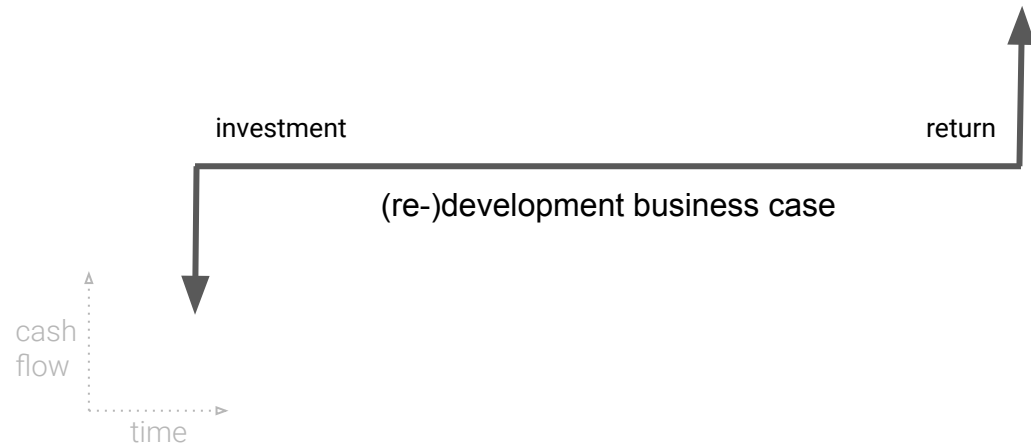 investment
return
(re-)development business case
cash
flow
time